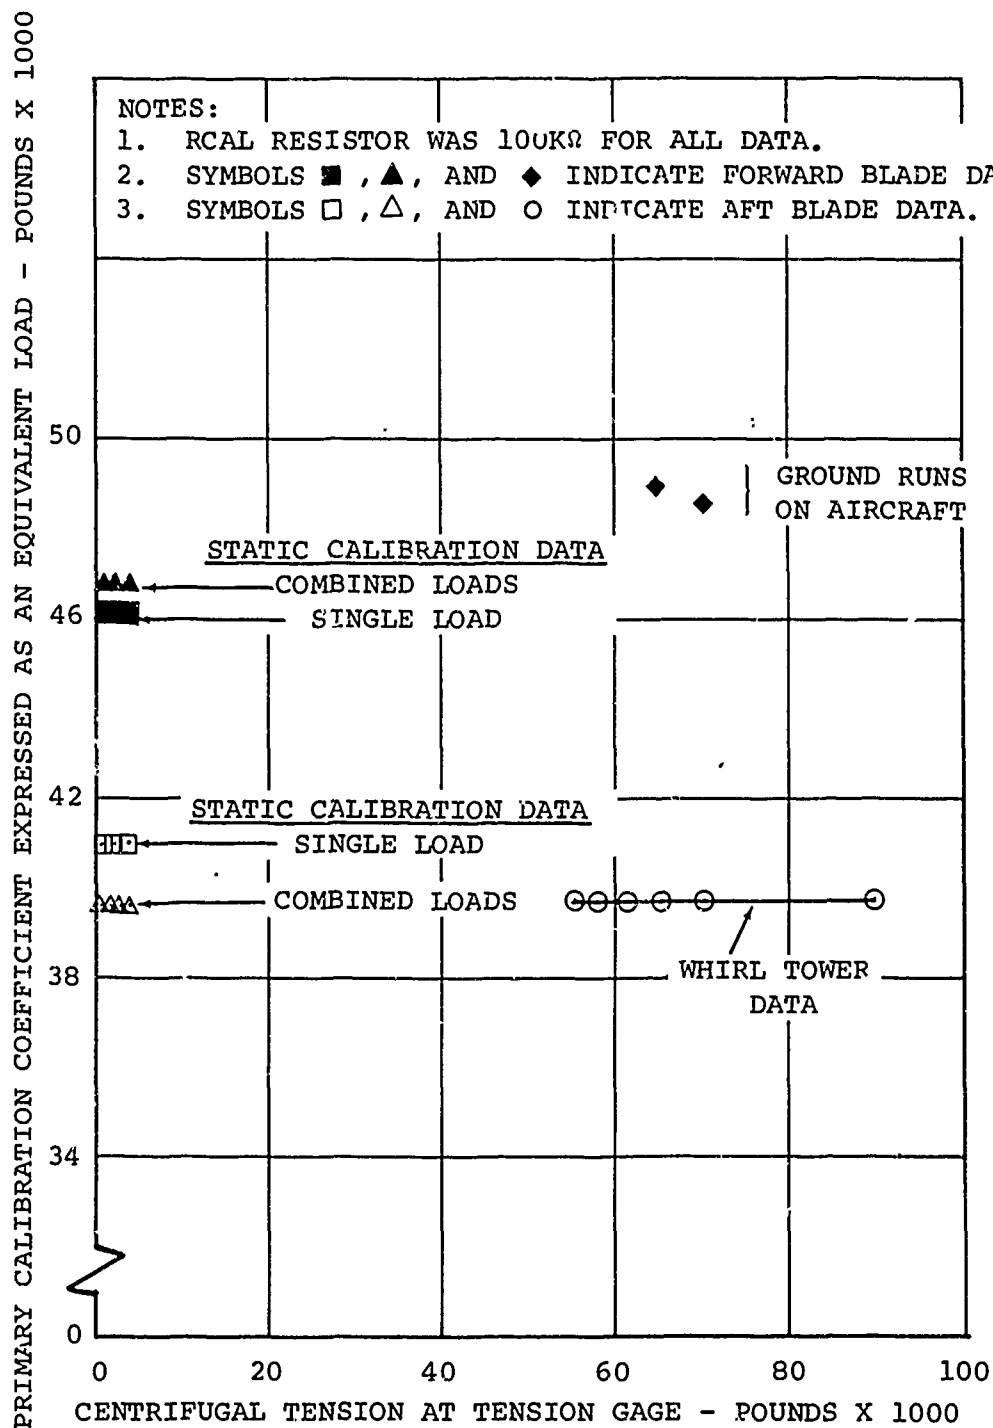 PRIMARY CALIBRATION COEFFICIENT EXPRESSED AS AN EQUIVALENT LOAD - POUNDS X 1000
NOTES:
1. RCAL RESISTOR WAS 100KΩ FOR ALL DATA.
2. SYMBOLS ■ , ▲, AND ◆ INDICATE FORWARD BLADE DA
3. SYMBOLS □ , △, AND ○ INDICATE AFT BLADE DATA.
50
GROUND RUNS
ON AIRCRAFT
STATIC CALIBRATION DATA
COMBINED LOADS
46
SINGLE LOAD
42
STATIC CALIBRATION DATA
SINGLE LOAD
COMBINED LOADS
38
WHIRL TOWER
DATA
34
0
0 20 40 60 80 100
CENTRIFUGAL TENSION AT TENSION GAGE - POUNDS X 1000